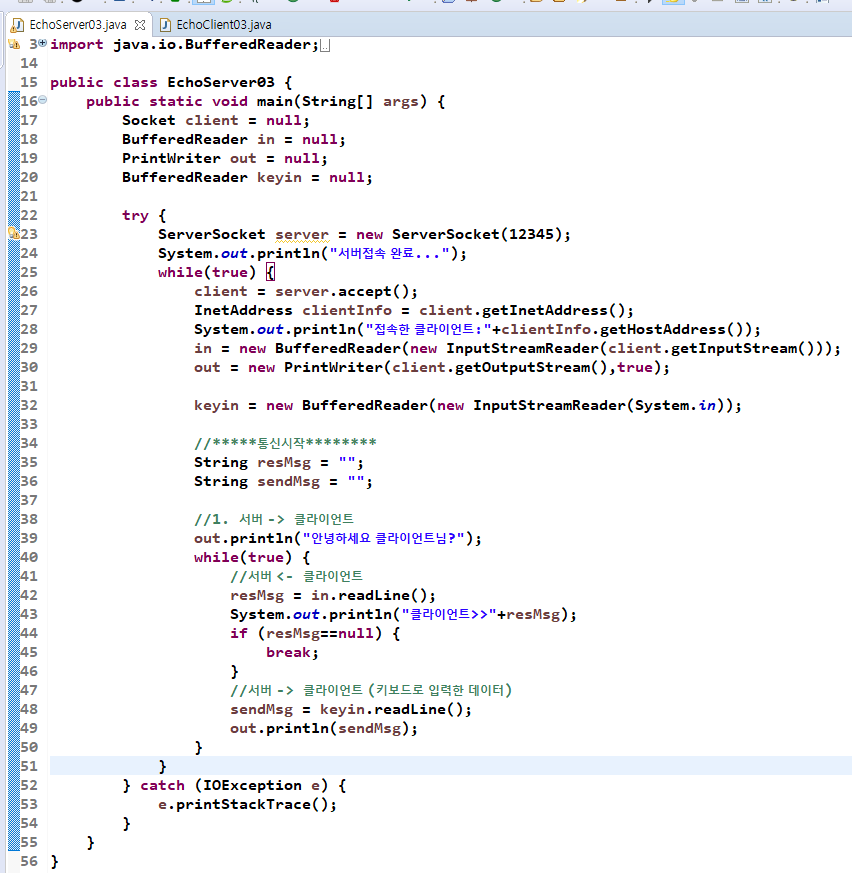 EchoServer03.java EchoClient03.java
3 import java.io.BufferedReader;
14
15 public class EchoServer03 {
16 public static void main(String[] args) {
17 Socket client = null;
18 BufferedReader in = null;
19 PrintWriter out = null;
20 BufferedReader keyin = null;
21
22 try {
23 ServerSocket server = new ServerSocket(12345);
24 System.out.println("서버접속 완료...");
25 while(true) {
26 client = server.accept();
27 InetAddress clientInfo = client.getInetAddress();
28 System.out.println("접속한 클라이언트:"+clientInfo.getHostAddress());
29 in = new BufferedReader(new InputStreamReader(client.getInputStream()));
30 out = new PrintWriter(client.getOutputStream(),true);
31
32 keyin = new BufferedReader(new InputStreamReader(System.in));
33
34 //*****통신시작********
35 String resMsg = "";
36 String sendMsg = "";
37
38 //1. 서버 -> 클라이언트
39 out.println("안녕하세요 클라이언트님?");
40 while(true) {
41 //서버 <- 클라이언트
42 resMsg = in.readLine();
43 System.out.println("클라이언트>>"+resMsg);
44 if (resMsg==null) {
45 break;
46 }
47 //서버 -> 클라이언트 (키보드로 입력한 데이터)
48 sendMsg = keyin.readLine();
49 out.println(sendMsg);
50 }
51 }
52 } catch (IOException e) {
53 e.printStackTrace();
54 }
55 }
56 }